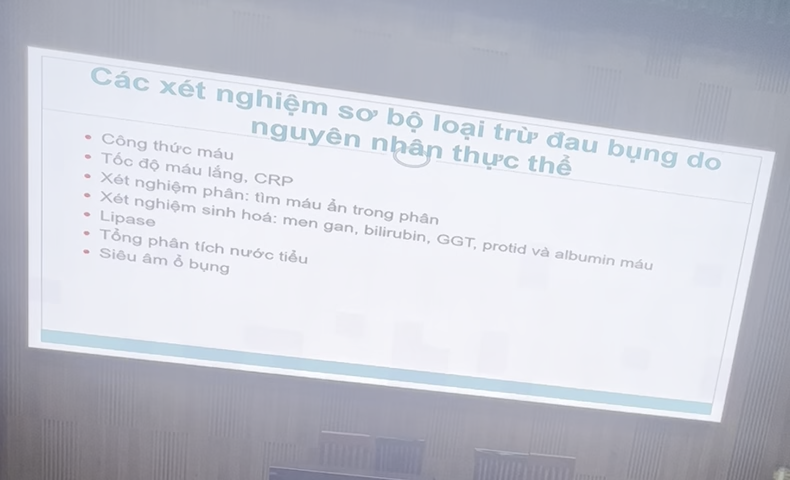 Các xét nghiệm sơ bộ loại trừ đau bụng do
nguyên nhân thực thể
• Công thức máu
• Tốc độ máu lắng, CRP
• Xét nghiệm phân: tìm máu ẩn trong phân
• Xét nghiệm sinh hoá: men gan, bilirubin, GGT, protid và albumin máu
• Lipase
• Tổng phân tích nước tiểu
• Siêu âm ổ bụng